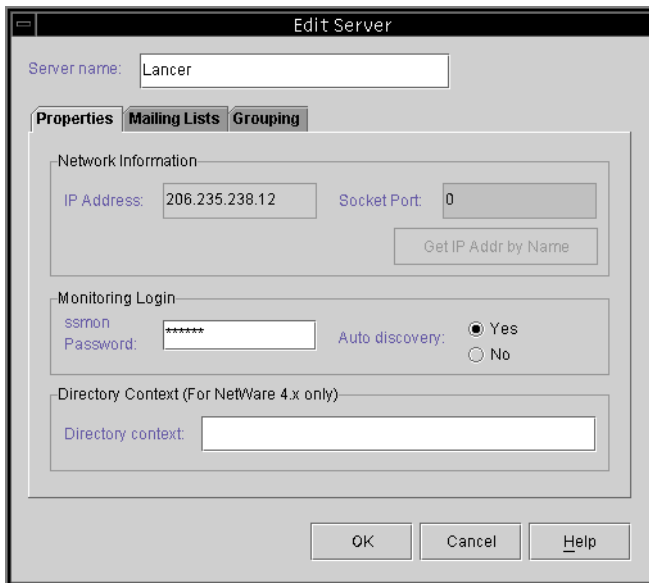 Edit Server
Server name: Lancer
Properties Mailing Lists Grouping
Network Information
IP Address: 206.235.238.12 Socket Port: 0
Get IP Addr by Name
Monitoring Login
ssmon
Password: ****** Auto discovery: Yes
No
Directory Context (For NetWare 4.x only)
Directory context:
OK Cancel Help